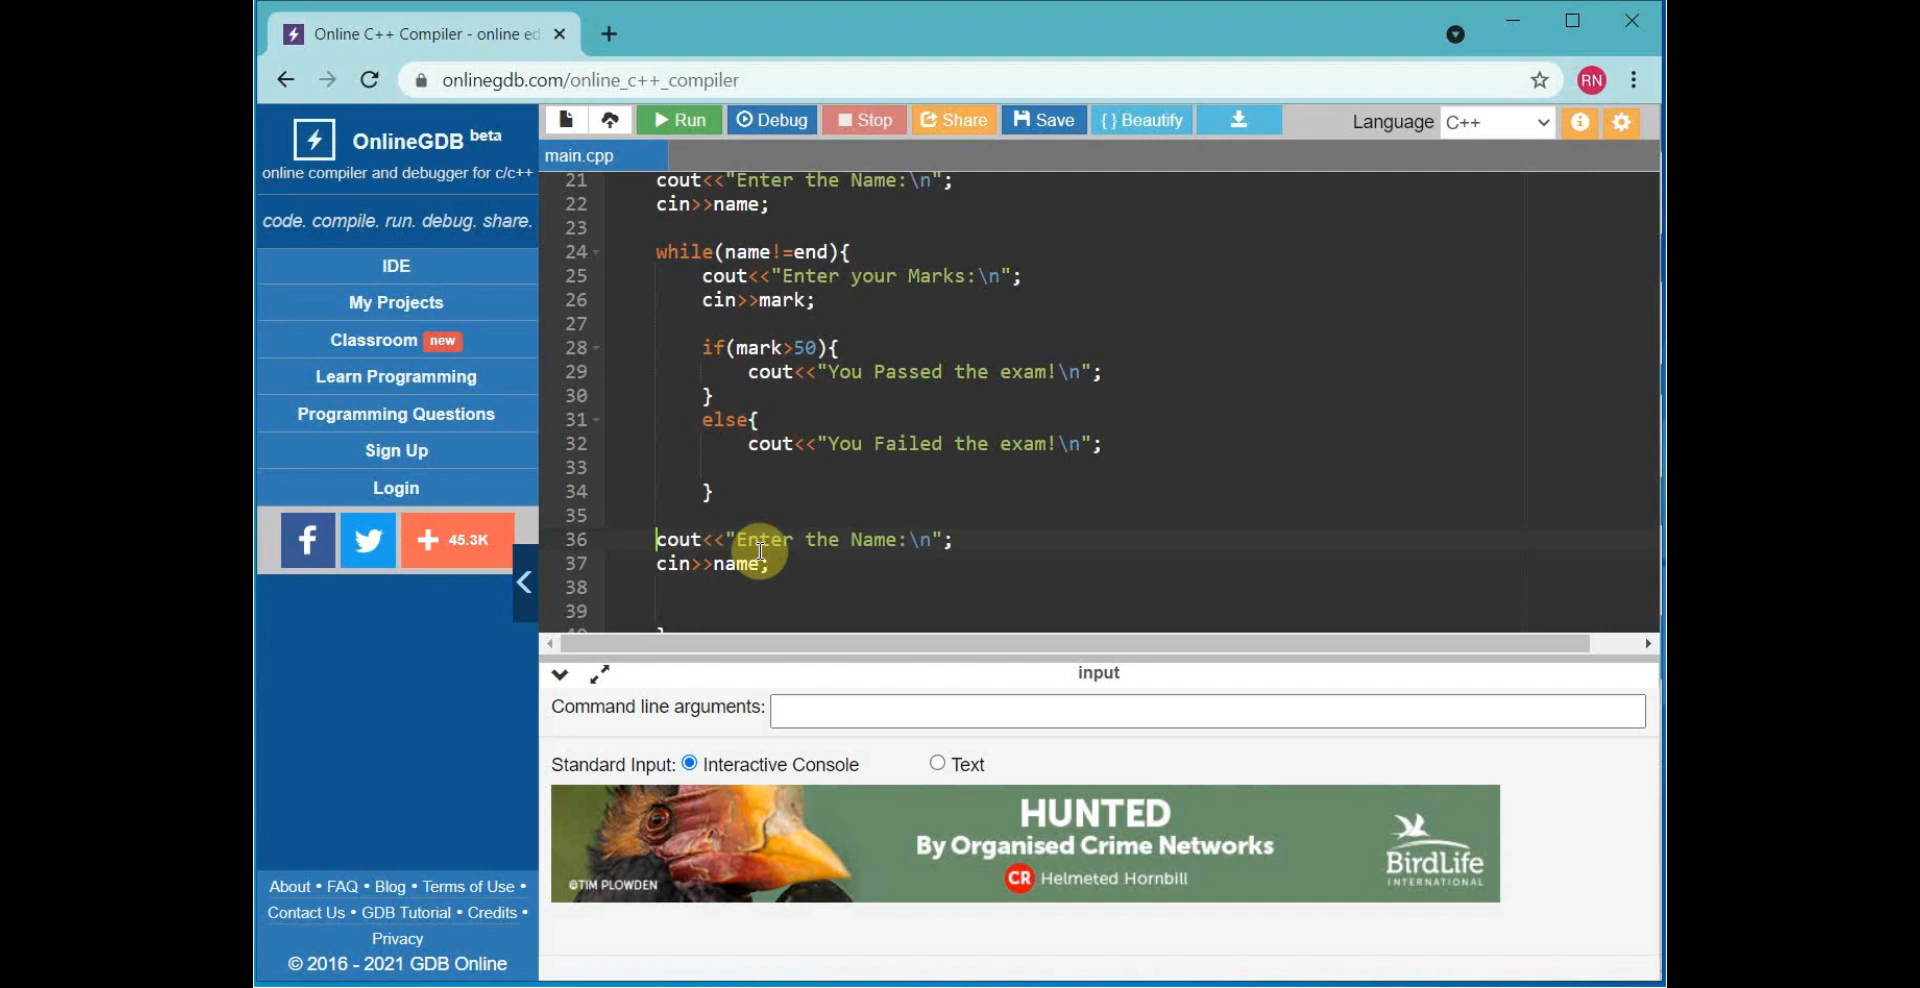 Online C++ Compiler - online ed
onlinegdb.com/online_c++_compiler
RN
OnlineGDB beta
online compiler and debugger for c/c++
code. compile. run. debug. share.
IDE
My Projects
Classroom new
Learn Programming
Programming Questions
Sign Up
Login
45.3K
About • FAQ • Blog • Terms of Use •
Contact Us • GDB Tutorial • Credits •
Privacy
© 2016 - 2021 GDB Online
Run Debug Stop Share Save { } Beautify Language C++
main.cpp
21 cout<<"Enter the Name:\n";
22 cin>>name;
23
24 while(name!=end){
25 cout<<"Enter your Marks:\n";
26 cin>>mark;
27
28 if(mark>50){
29 cout<<"You Passed the exam!\n";
30 }
31 else{
32 cout<<"You Failed the exam!\n";
33
34 }
35
36 cout<<"Enter the Name:\n";
37 cin>>name;
38
39
input
Command line arguments:
Standard Input: Interactive Console Text
HUNTED
By Organised Crime Networks
CR Helmeted Hornbill
©TIM PLOWDEN
BirdLife
INTERNATIONAL